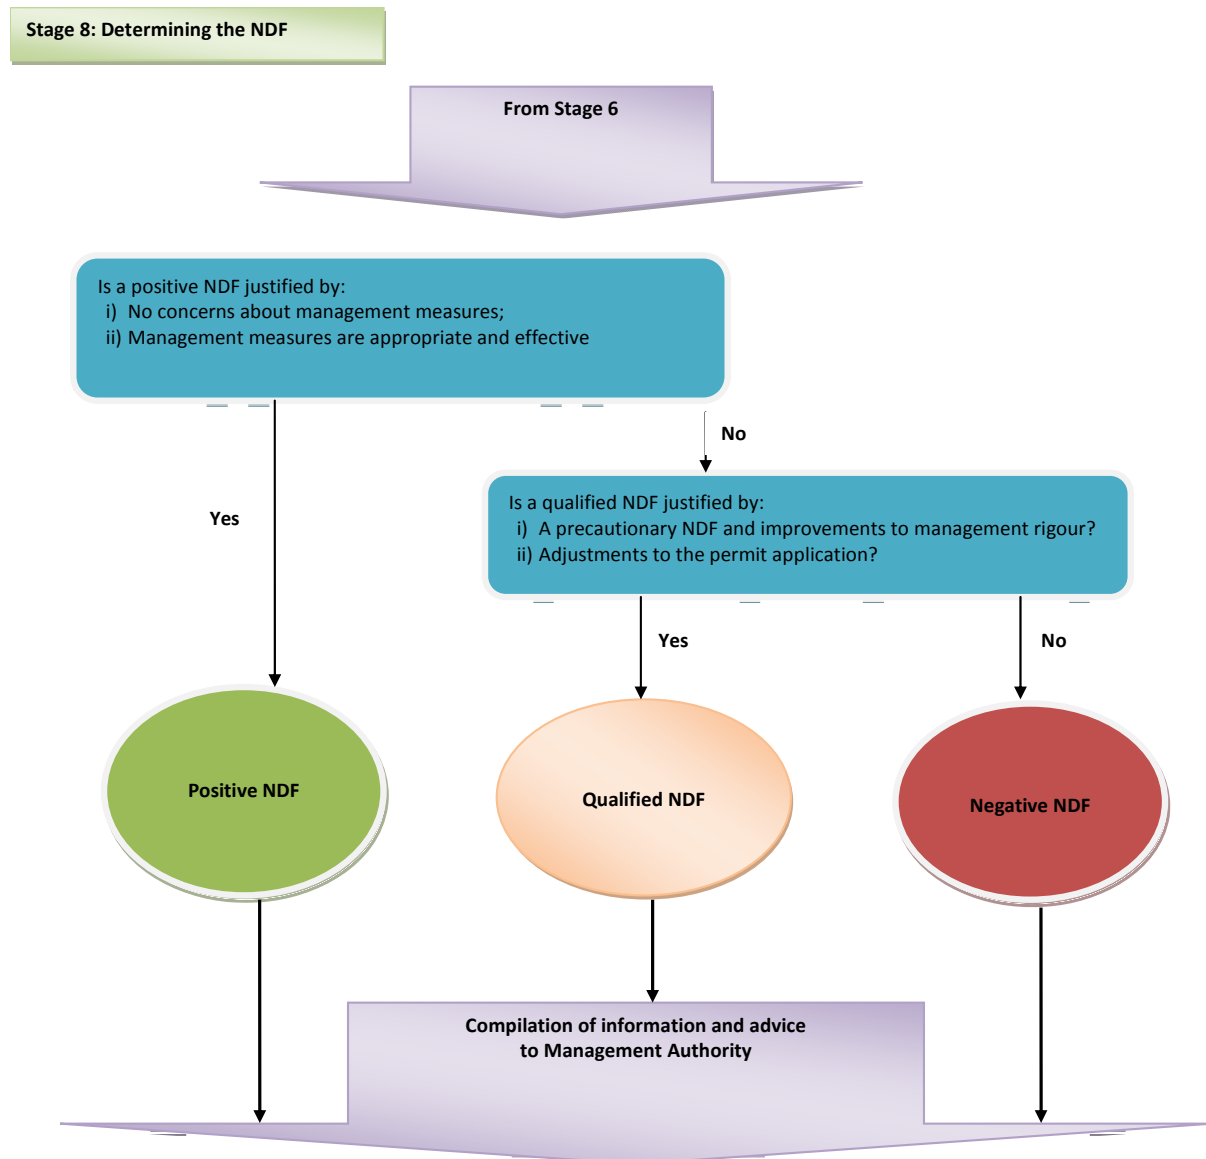 Stage 8: Determining the NDF
From Stage 6
Is a positive NDF justified by:
i) No concerns about management measures;
ii) Management measures are appropriate and effective
No
Is a qualified NDF justified by:
i) A precautionary NDF and improvements to management rigour?
ii) Adjustments to the permit application?
Yes
Yes
No
Positive NDF
Qualified NDF
Negative NDF
Compilation of information and advice
to Management Authority